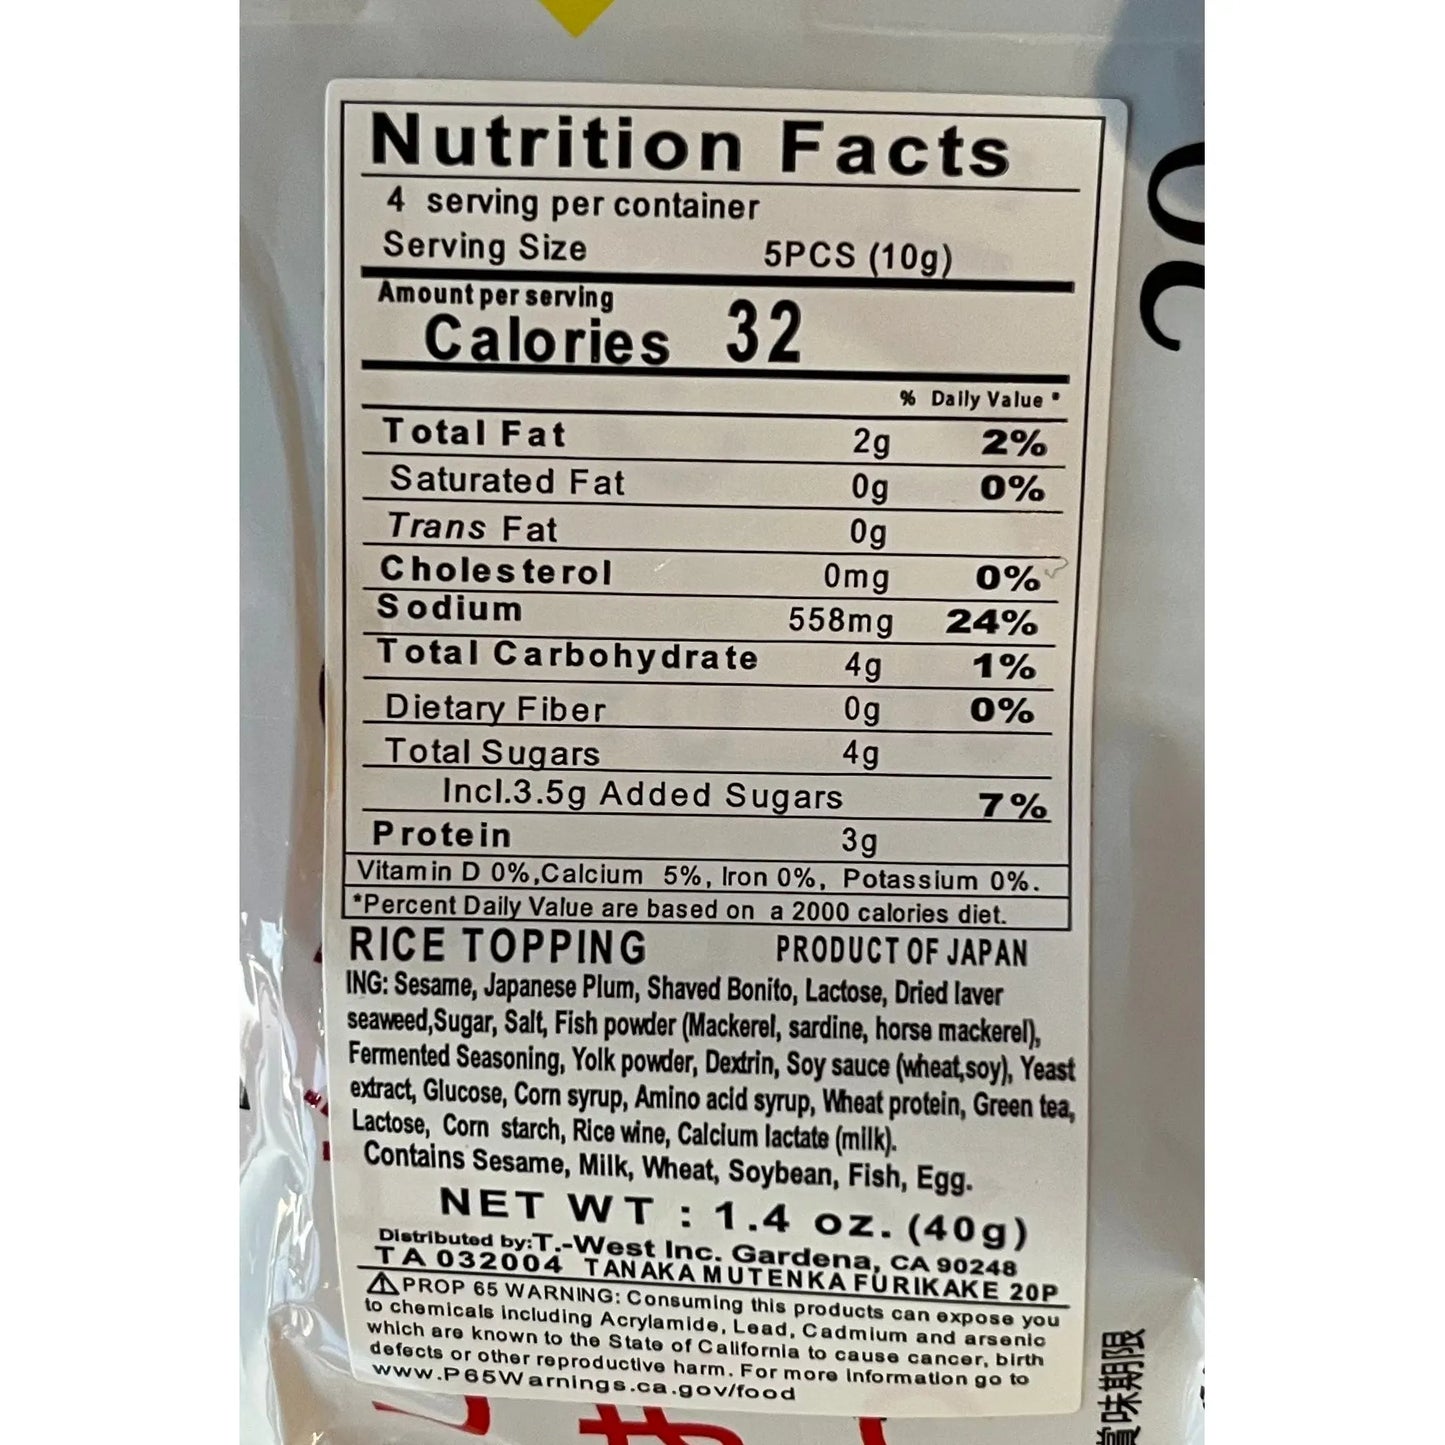 Nutrition Facts
4 serving per container
Serving Size 5PCS (10g)
Amount per serving
Calories 32
% Daily Value *
Total Fat 2g 2%
Saturated Fat 0g 0%
Trans Fat 0g
Cholesterol 0mg 0%
Sodium 558mg 24%
Total Carbohydrate 4g 1%
Dietary Fiber 0g 0%
Total Sugars 4g
Incl.3.5g Added Sugars 7%
Protein 3g
Vitamin D 0%,Calcium 5%, Iron 0%, Potassium 0%.
*Percent Daily Value are based on a 2000 calories diet.
RICE TOPPING PRODUCT OF JAPAN
ING: Sesame, Japanese Plum, Shaved Bonito, Lactose, Dried laver
seaweed,Sugar, Salt, Fish powder (Mackerel, sardine, horse mackerel),
Fermented Seasoning, Yolk powder, Dextrin, Soy sauce (wheat,soy), Yeast
extract, Glucose, Corn syrup, Amino acid syrup, Wheat protein, Green tea,
Lactose, Corn starch, Rice wine, Calcium lactate (milk).
Contains Sesame, Milk, Wheat, Soybean, Fish, Egg.
NET WT : 1.4 oz. (40g)
Distributed by:T.-West Inc. Gardena, CA 90248
TA 032004 TANAKA MUTENKA FURIKAKE 20P
⚠PROP 65 WARNING: Consuming this products can expose you
to chemicals including Acrylamide, Lead, Cadmium and arsenic
which are known to the State of California to cause cancer, birth
defects or other reproductive harm. For more information go to
www.P65Warnings.ca.gov/food
賞味期限